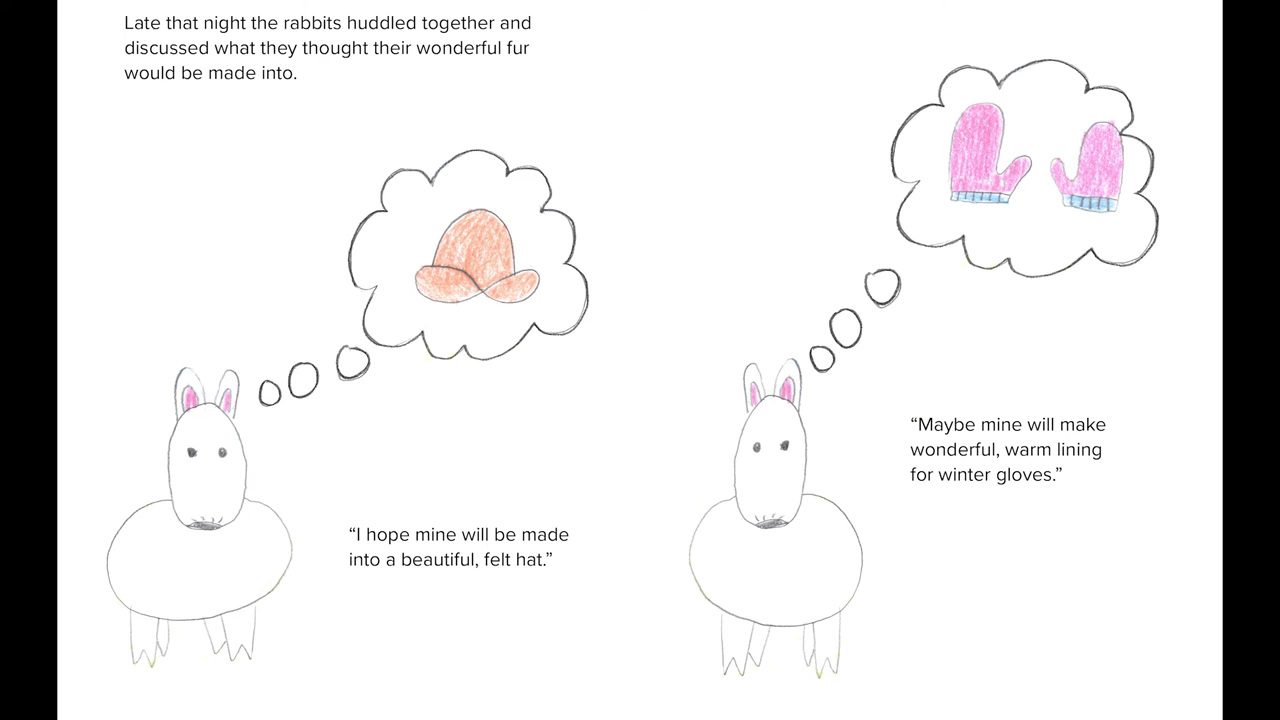 Late that night the rabbits huddled together and
discussed what they thought their wonderful fur
would be made into.
“I hope mine will be made
into a beautiful, felt hat.”
“Maybe mine will make
wonderful, warm lining
for winter gloves.”